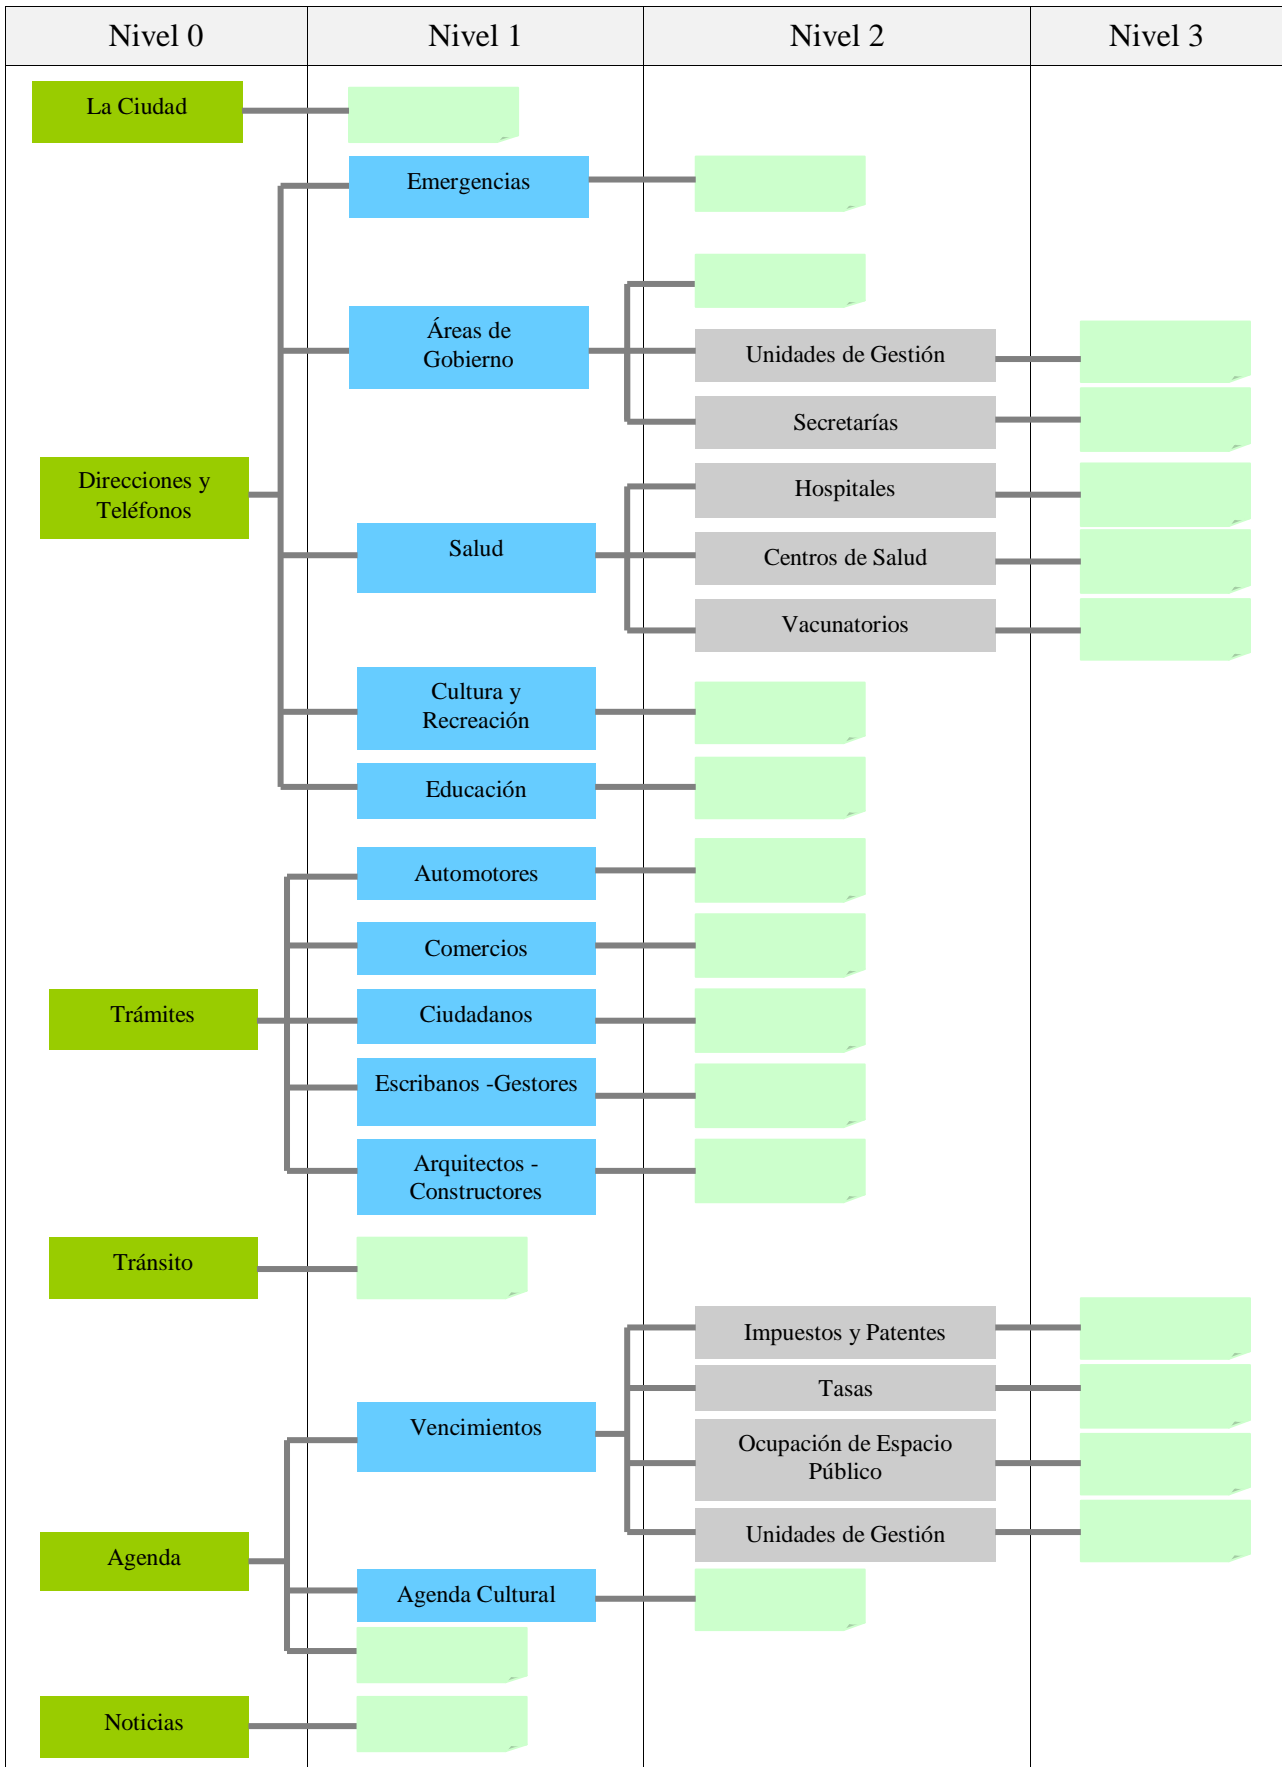 Nivel 0
Nivel 1
Nivel 2
Nivel 3
La Ciudad
Emergencias
Áreas de
Gobierno
Unidades de Gestión
Secretarías
Direcciones y
Teléfonos
Hospitales
Salud
Centros de Salud
Vacunatorios
Cultura y
Recreación
Educación
Automotores
Comercios
Trámites
Ciudadanos
Escribanos -Gestores
Arquitectos -
Constructores
Tránsito
Impuestos y Patentes
Tasas
Vencimientos
Ocupación de Espacio
Público
Unidades de Gestión
Agenda
Agenda Cultural
Noticias